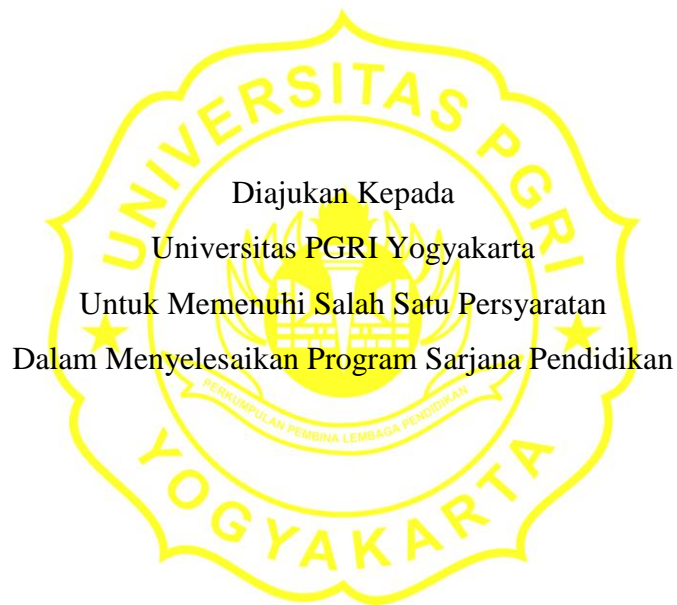 UNIVERSITAS PGRI
Diajukan Kepada
Universitas PGRI Yogyakarta
Untuk Memenuhi Salah Satu Persyaratan
Dalam Menyelesaikan Program Sarjana Pendidikan
PERKUMPULAN PEMBINA LEMBAGA PENDIDIKAN
YOGYAKARTA